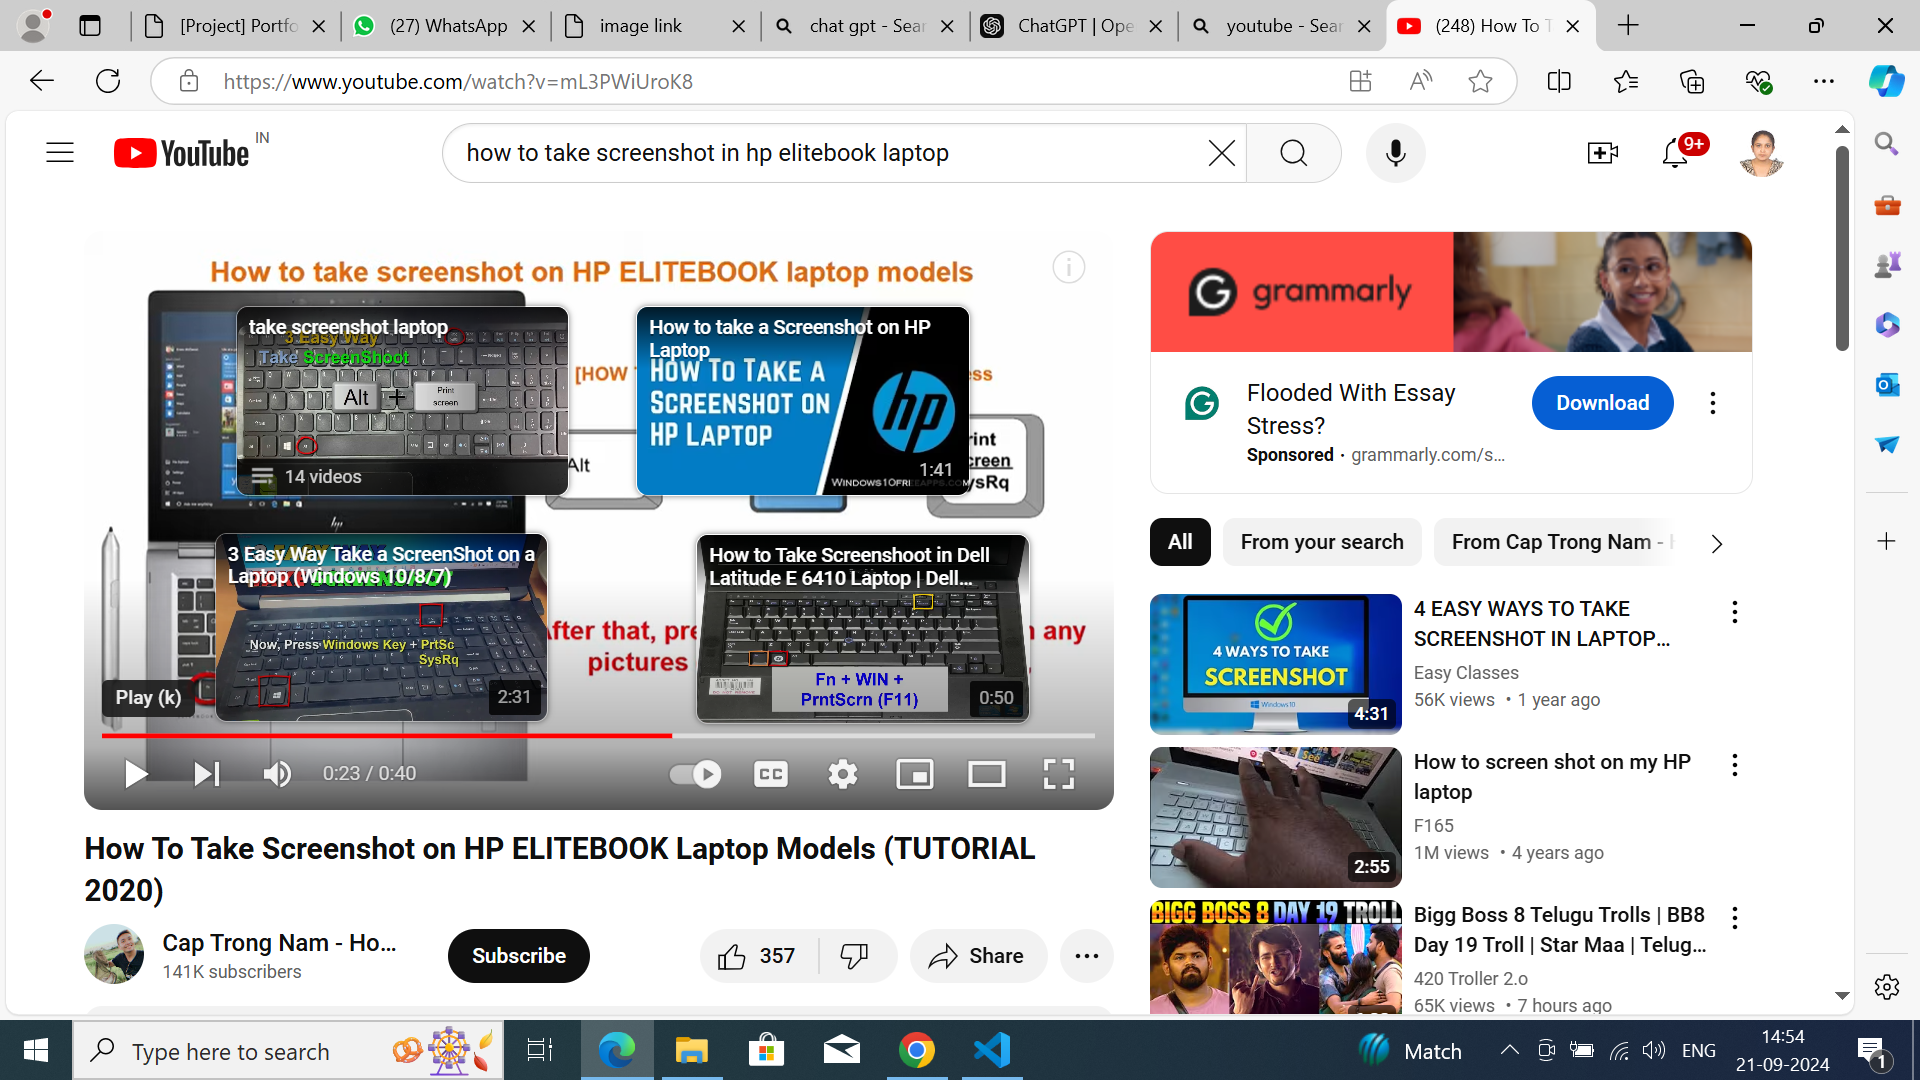 [Project] Portfo
(27) WhatsApp
image link
chat gpt - Sear
ChatGPT | Ope
youtube - Sear
(248) How To T
https://www.youtube.com/watch?v=mL3PWiUroK8
YouTube
IN
how to take screenshot in hp elitebook laptop
9+
How to take screenshot on HP ELITEBOOK laptop models
take screenshot laptop
3 Easy Way
Take ScreenShoot
Alt + Print screen
14 videos
[HOW
ess
Alt
rint
creen
ysRq
How to take a Screenshot on HP
Laptop
HOW TO TAKE A
SCREENSHOT ON
HP LAPTOP
hp
1:41
WINDOWS10FREEAPPS.COM
3 Easy Way Take a ScreenShot on a
Laptop (Windows 10/8/7)
Now, Press Windows Key + PrtSc
SysRq
2:31
How to Take Screenshoot in Dell
Latitude E 6410 Laptop | Dell...
Fn + WIN +
PrntScrn (F11)
0:50
After that, pre
any
pictures
Play (k)
0:23 / 0:40
CC
How To Take Screenshot on HP ELITEBOOK Laptop Models (TUTORIAL
2020)
Cap Trong Nam - Ho...
141K subscribers
Subscribe
357
Share
grammarly
Flooded With Essay
Stress?
Sponsored · grammarly.com/s...
Download
All
From your search
From Cap Trong Nam -
4 WAYS TO TAKE
SCREENSHOT
Windows 10
4:31
4 EASY WAYS TO TAKE
SCREENSHOT IN LAPTOP...
Easy Classes
56K views • 1 year ago
2:55
How to screen shot on my HP
laptop
F165
1M views • 4 years ago
BIGG BOSS 8 DAY 19 TROLL
Bigg Boss 8 Telugu Trolls | BB8
Day 19 Troll | Star Maa | Telug...
420 Troller 2.o
65K views • 7 hours ago
Type here to search
Match
ENG
14:54
21-09-2024
1